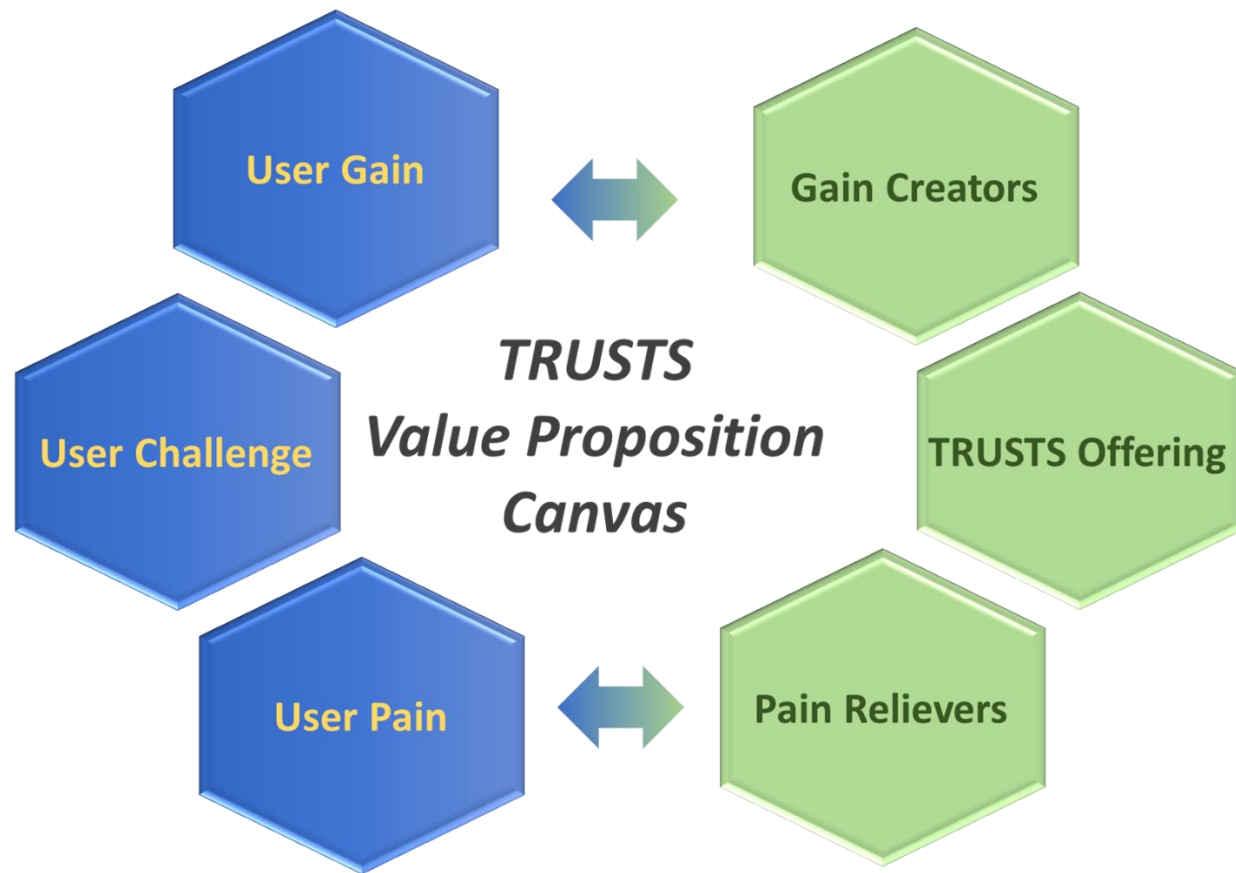 User Gain
Gain Creators
TRUSTS
Value Proposition
Canvas
User Challenge
TRUSTS Offering
User Pain
Pain Relievers